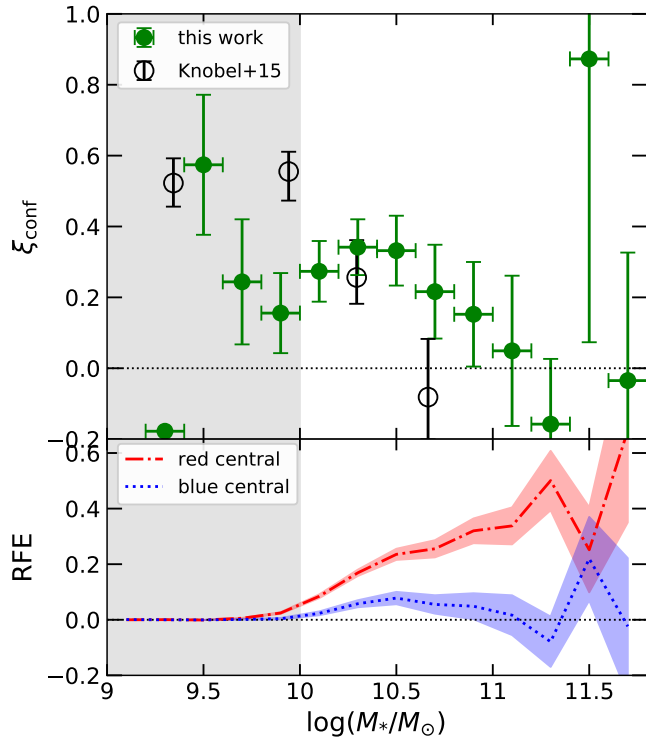 1.0
0.8
0.6
0.4
0.2
0.0
−0.2
ξconf
this work
Knobel+15
0.6
0.4
0.2
0.0
−0.2
RFE
red central
blue central
9 9.5 10 10.5 11 11.5
log(M*/M⊙)